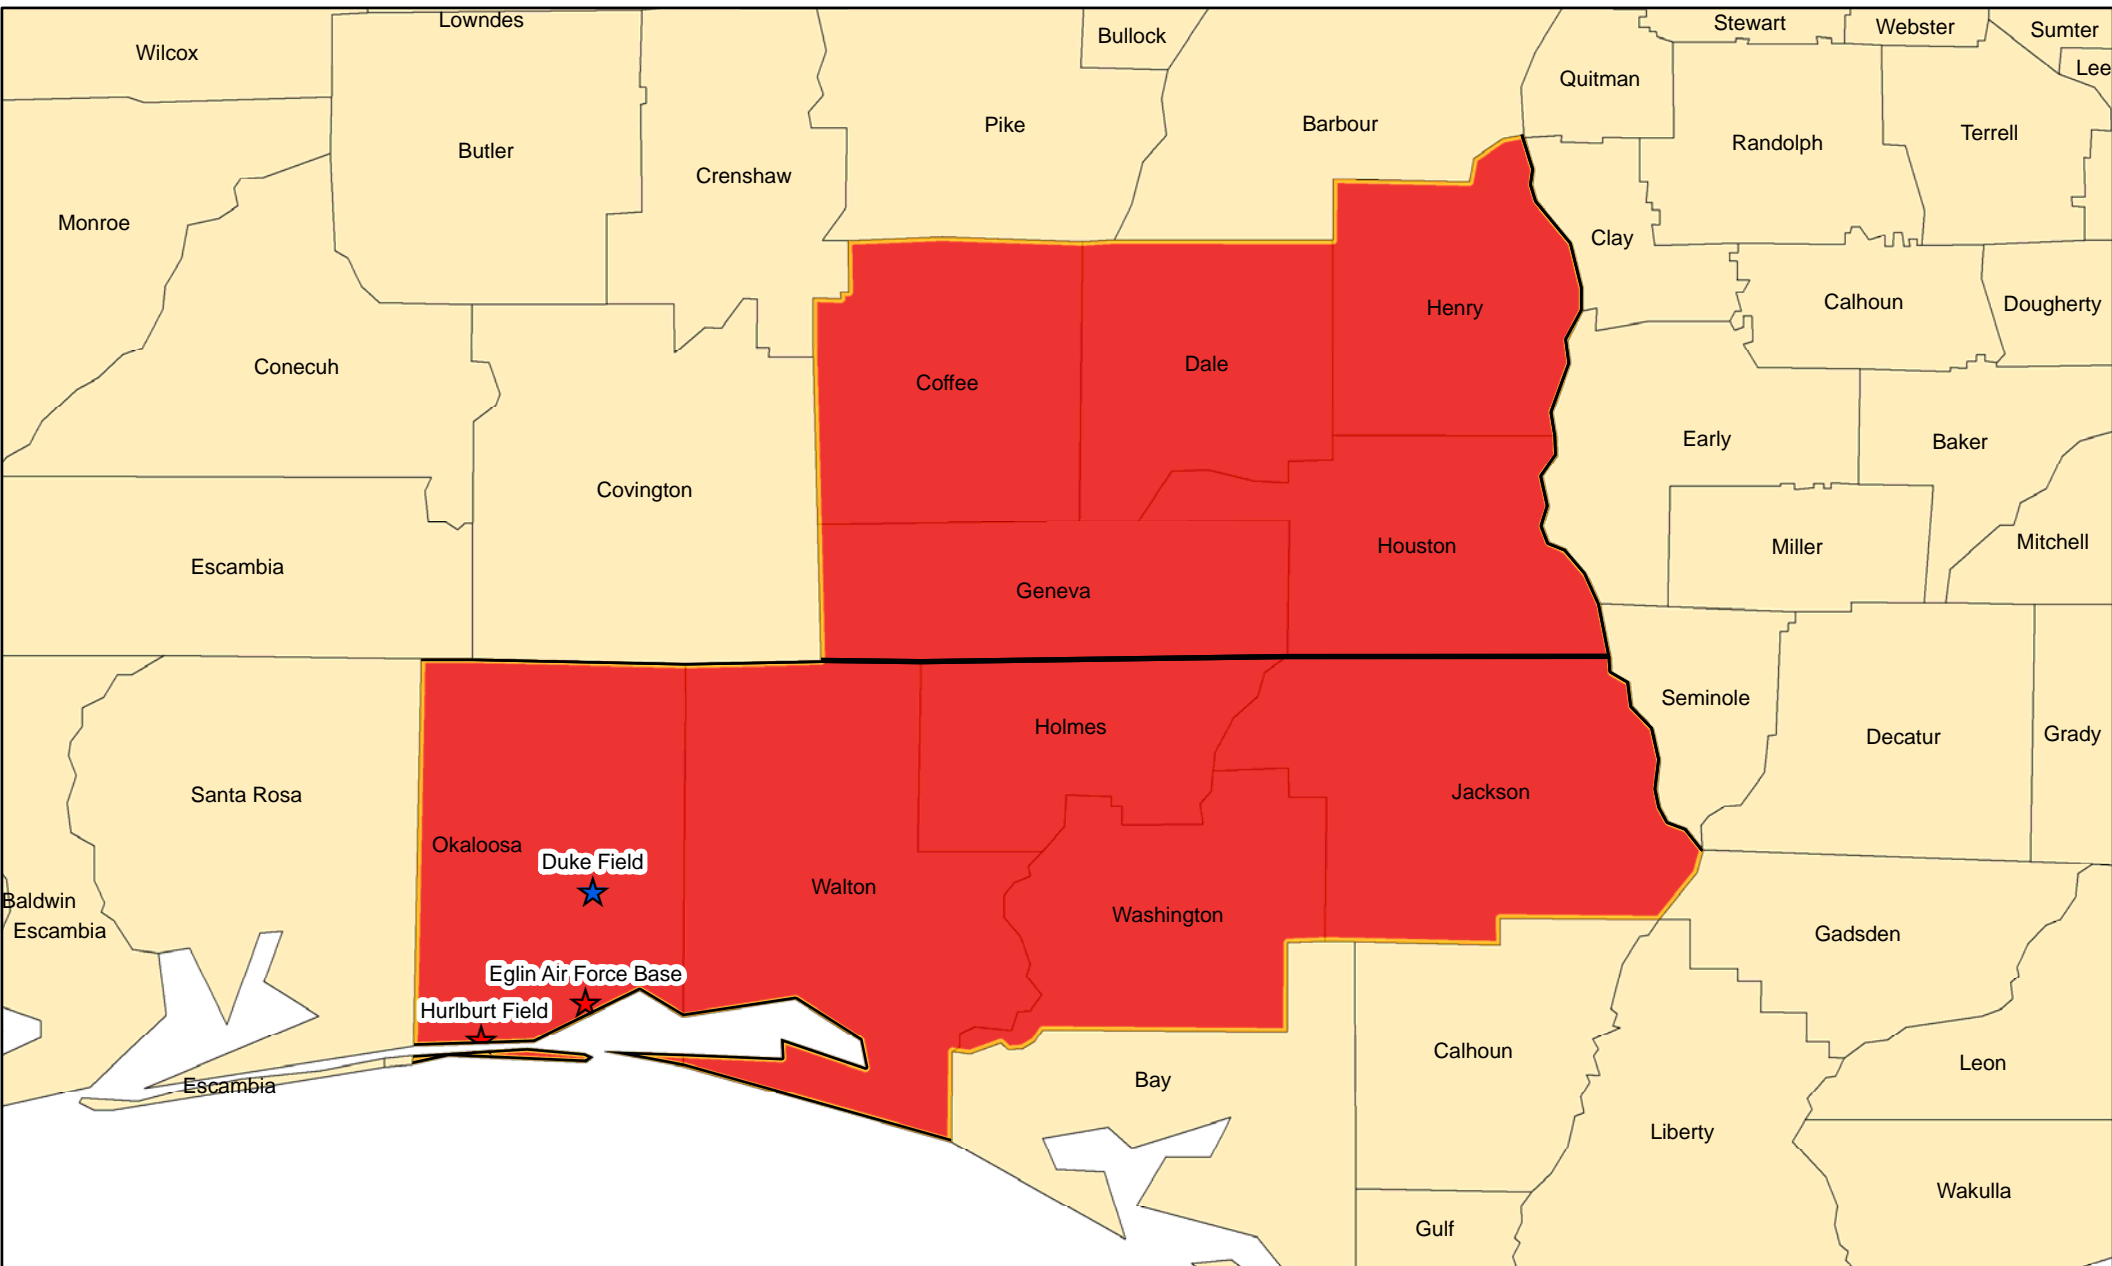 Lowndes
Stewart
Webster
Sumter
Bullock
Wilcox
Lee
Quitman
Pike
Barbour
Terrell
Randolph
Butler
Crenshaw
Monroe
Clay
Calhoun
Dougherty
Henry
Conecuh
Dale
Coffee
Early
Baker
Covington
Houston
Miller
Mitchell
Escambia
Geneva
Seminole
Holmes
Grady
Decatur
Jackson
Santa Rosa
Okaloosa
Duke Field
Walton
Baldwin
Washington
Escambia
Gadsden
Eglin Air Force Base
Hurlburt Field
Calhoun
Leon
Bay
Escambia
Liberty
Wakulla
Gulf